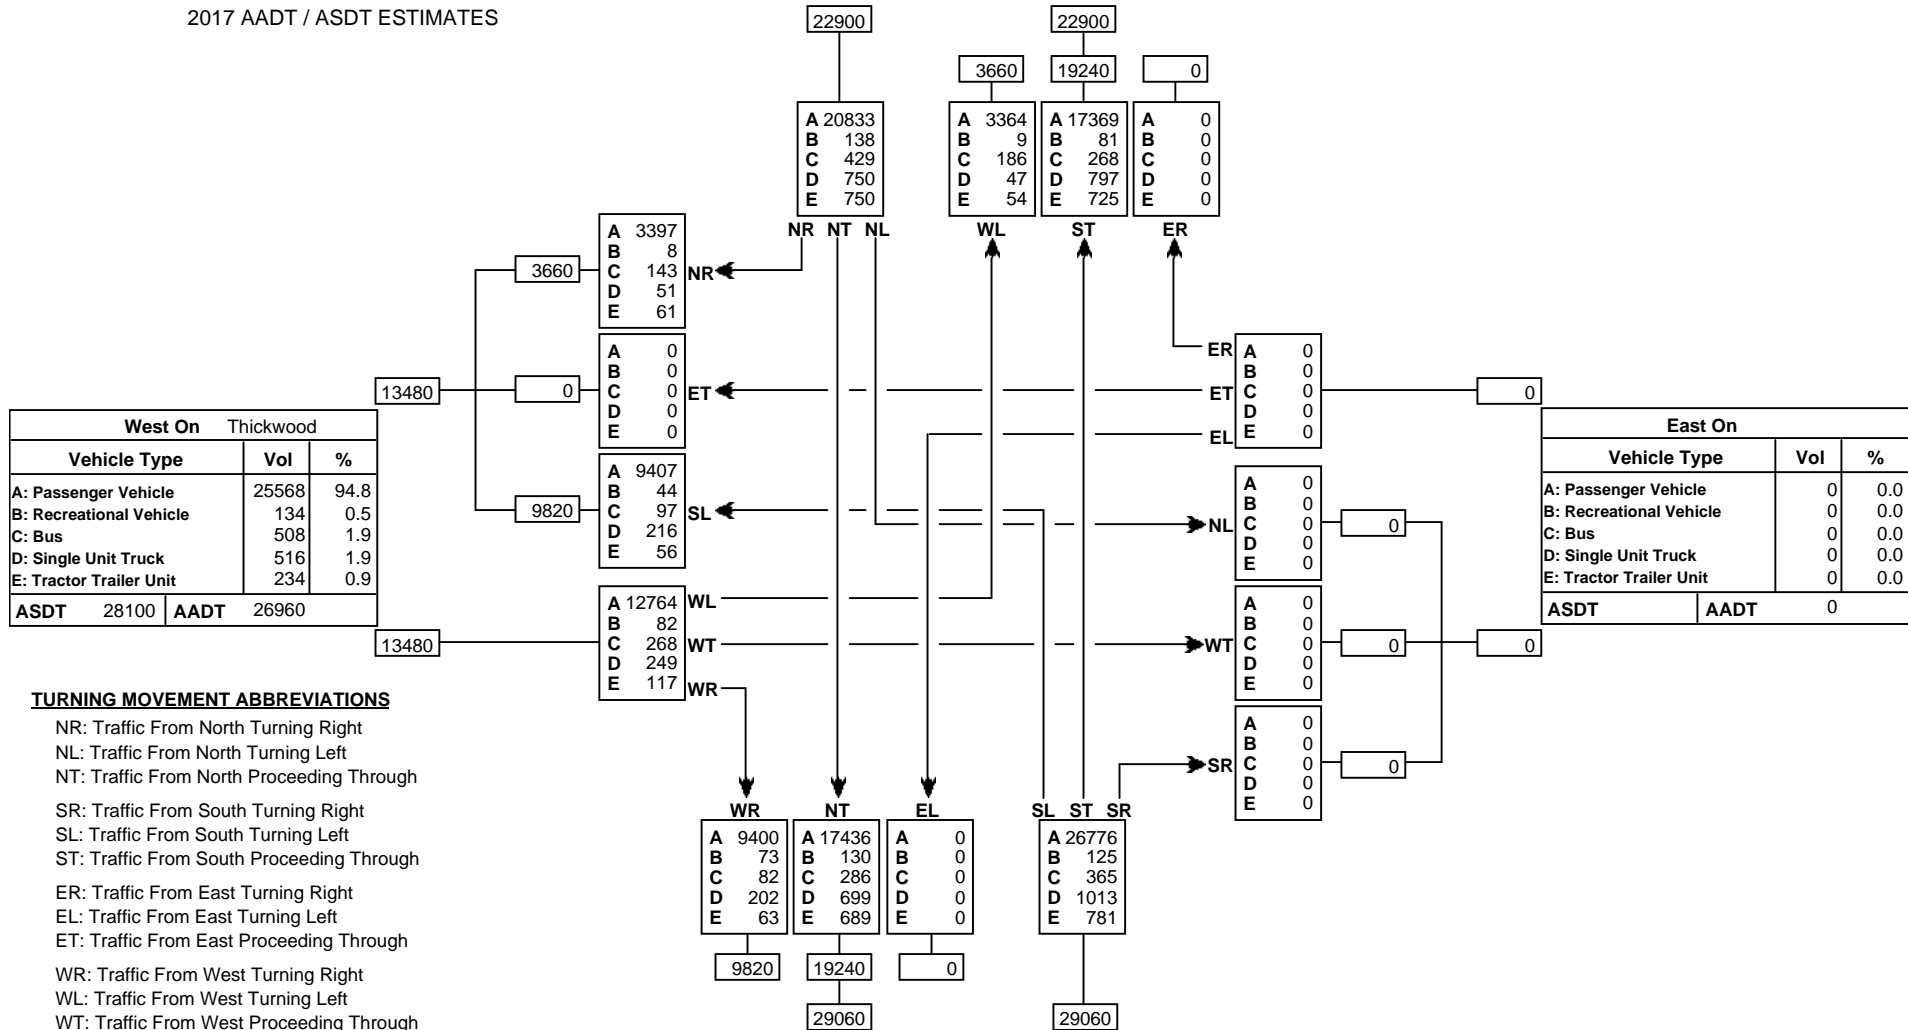 2017 AADT / ASDT ESTIMATES
22900
22900
3660
19240
0
A 20833
B 138
C 429
D 750
E 750
A 3364
B 9
C 186
D 47
E 54
A 17369
B 81
C 268
D 797
E 725
A 0
B 0
C 0
D 0
E 0
NR NT NL
WL
ST
ER
3660
A 3397
B 8
C 143
D 51
E 61
NR
13480
0
A 0
B 0
C 0
D 0
E 0
ET
9820
A 9407
B 44
C 97
D 216
E 56
SL
13480
A 12764
B 82
C 268
D 249
E 117
WL
WT
WR
West On Thickwood
Vehicle Type Vol %
A: Passenger Vehicle 25568 94.8
B: Recreational Vehicle 134 0.5
C: Bus 508 1.9
D: Single Unit Truck 516 1.9
E: Tractor Trailer Unit 234 0.9
ASDT 28100 AADT 26960
ER
ET
EL
A 0
B 0
C 0
D 0
E 0
0
NL
A 0
B 0
C 0
D 0
E 0
0
WT
A 0
B 0
C 0
D 0
E 0
0
0
SR
A 0
B 0
C 0
D 0
E 0
0
East On
Vehicle Type Vol %
A: Passenger Vehicle 0 0.0
B: Recreational Vehicle 0 0.0
C: Bus 0 0.0
D: Single Unit Truck 0 0.0
E: Tractor Trailer Unit 0 0.0
ASDT AADT 0
TURNING MOVEMENT ABBREVIATIONS
NR: Traffic From North Turning Right
NL: Traffic From North Turning Left
NT: Traffic From North Proceeding Through
SR: Traffic From South Turning Right
SL: Traffic From South Turning Left
ST: Traffic From South Proceeding Through
ER: Traffic From East Turning Right
EL: Traffic From East Turning Left
ET: Traffic From East Proceeding Through
WR: Traffic From West Turning Right
WL: Traffic From West Turning Left
WT: Traffic From West Proceeding Through
WR
NT
EL
SL ST SR
A 9400
B 73
C 82
D 202
E 63
A 17436
B 130
C 286
D 699
E 689
A 0
B 0
C 0
D 0
E 0
A 26776
B 125
C 365
D 1013
E 781
9820
19240
0
29060
29060